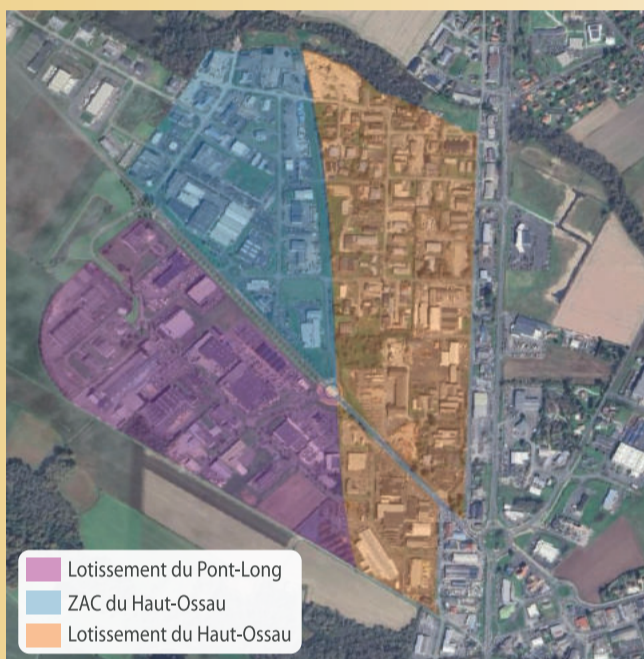 Lotissement du Pont-Long
ZAC du Haut-Ossau
Lotissement du Haut-Ossau